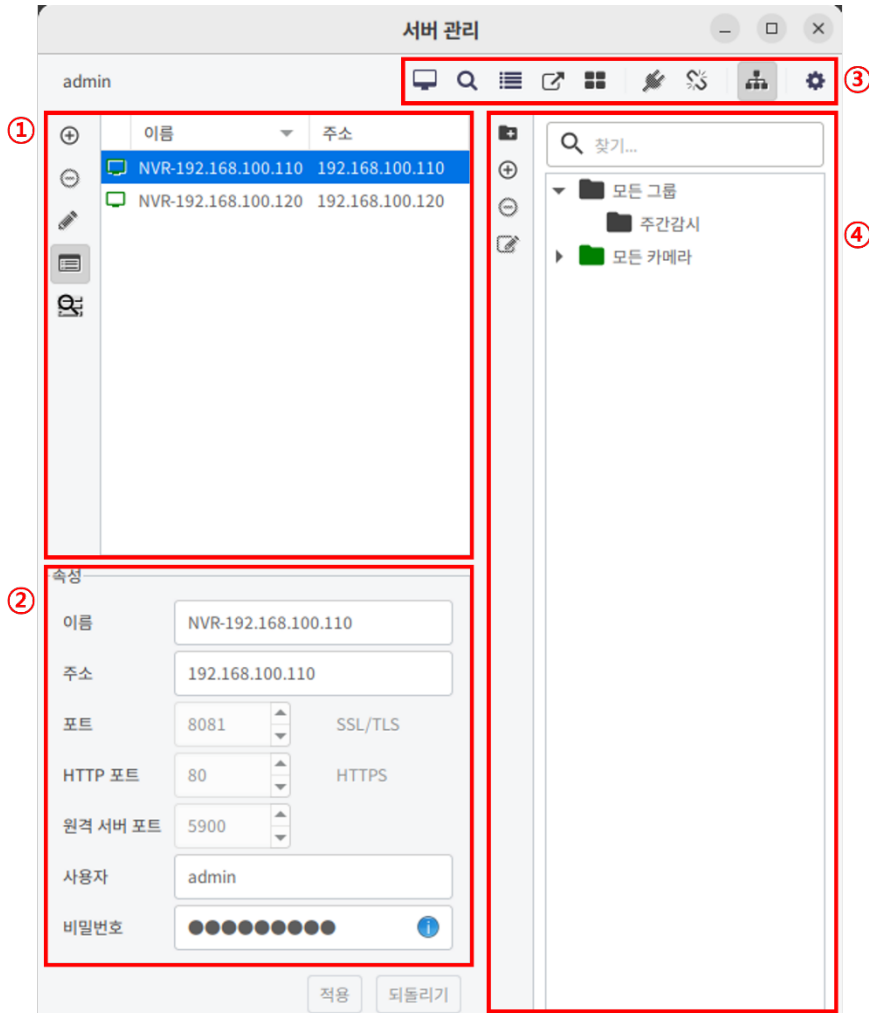 서버 관리
admin
③
①
이름 주소
NVR-192.168.100.110 192.168.100.110
NVR-192.168.100.120 192.168.100.120
찾기...
모든 그룹
주간감시
④
모든 카메라
②
속성
이름 NVR-192.168.100.110
주소 192.168.100.110
포트 8081 SSL/TLS
HTTP 포트 80 HTTPS
원격 서버 포트 5900
사용자 admin
비밀번호 ●●●●●●●●●
적용 되돌리기